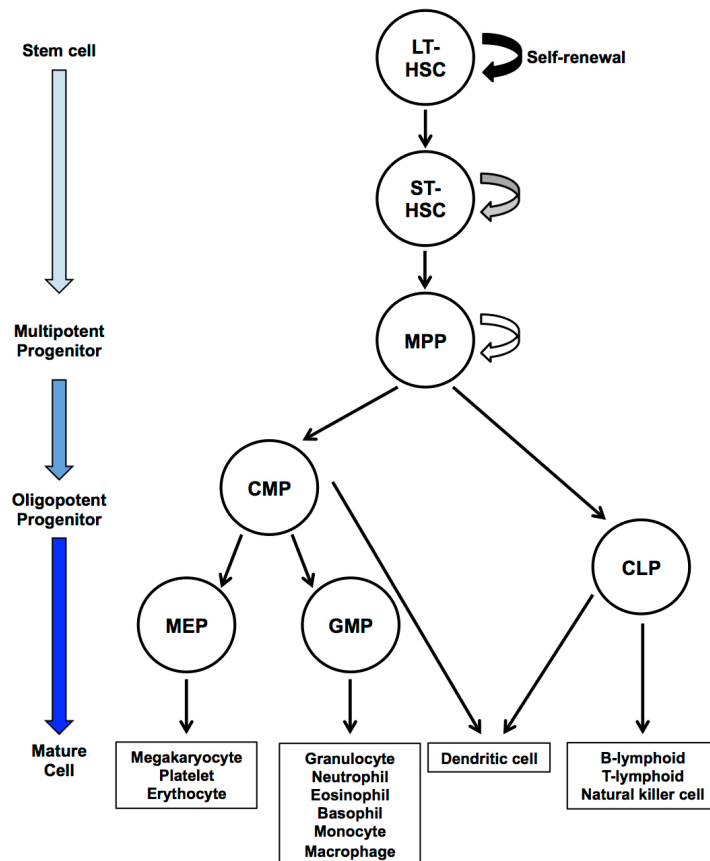 Stem cell
LT-
HSC
Self-renewal
ST-
HSC
Multipotent
Progenitor
MPP
Oligopotent
Progenitor
CMP
CLP
MEP
GMP
Mature
Cell
Megakaryocyte
Platelet
Erythocyte
Granulocyte
Neutrophil
Eosinophil
Basophil
Monocyte
Macrophage
Dendritic cell
B-lymphoid
T-lymphoid
Natural killer cell